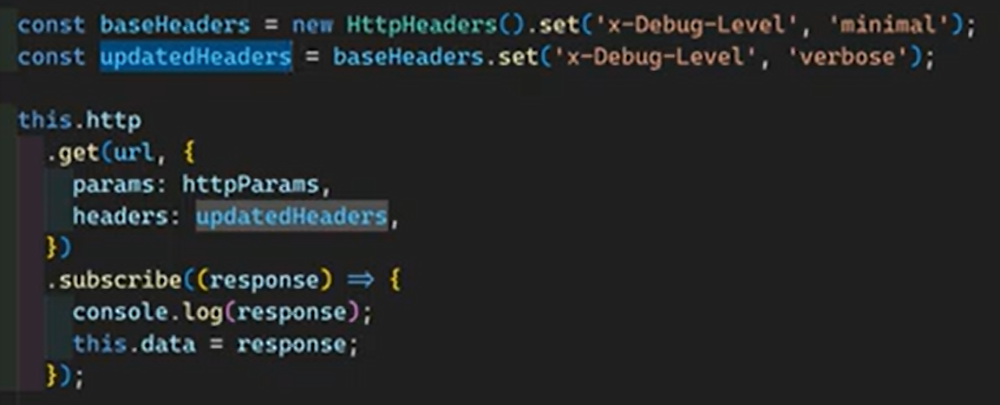 const baseHeaders = new HttpHeaders().set('x-Debug-Level', 'minimal');
const updatedHeaders = baseHeaders.set('x-Debug-Level', 'verbose');
this.http
.get(url, {
params: httpParams,
headers: updatedHeaders,
})
.subscribe((response) => {
console.log(response);
this.data = response;
});